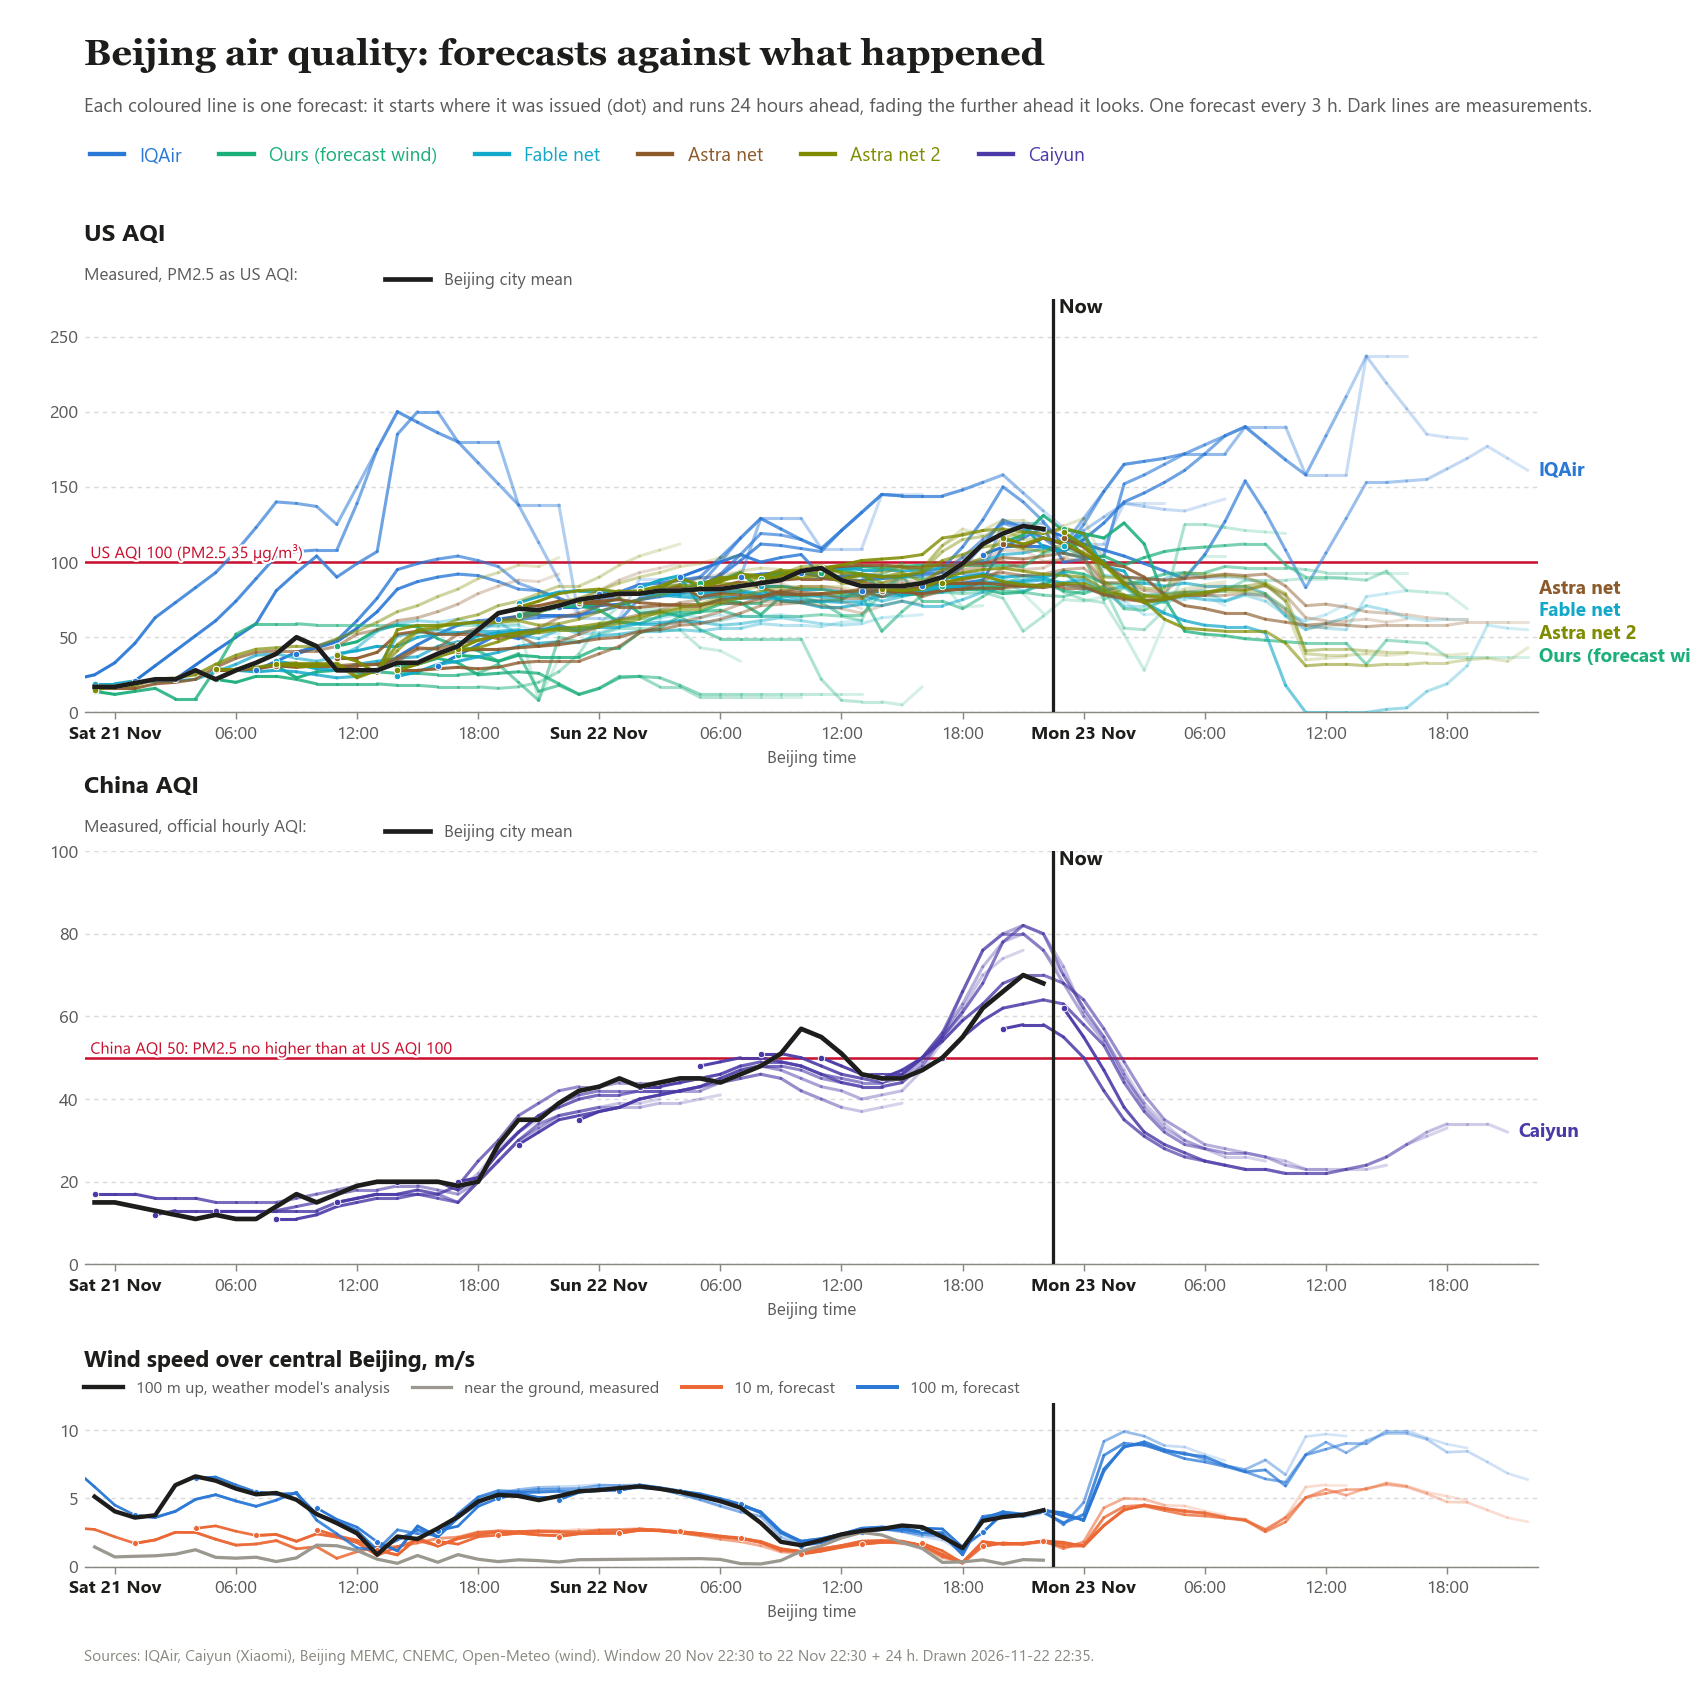 Beijing air quality: forecasts against what happened
Each coloured line is one forecast: it starts where it was issued (dot) and runs 24 hours ahead, fading the further ahead it looks. One forecast every 3 h. Dark lines are measurements.
IQAir Ours (forecast wind) Fable net Astra net Astra net 2 Caiyun
US AQI
Measured, PM2.5 as US AQI: Beijing city mean
Now
250
200
150
IQAir
US AQI 100 (PM2.5 35 µg/m³)
100
Astra net
Fable net
50
Astra net 2
Ours (forecast wi
0
Sat 21 Nov 06:00 12:00 18:00 Sun 22 Nov 06:00 12:00 18:00 Mon 23 Nov 06:00 12:00 18:00
Beijing time
China AQI
Measured, official hourly AQI: Beijing city mean
100
Now
80
60
China AQI 50: PM2.5 no higher than at US AQI 100
40
Caiyun
20
0
Sat 21 Nov 06:00 12:00 18:00 Sun 22 Nov 06:00 12:00 18:00 Mon 23 Nov 06:00 12:00 18:00
Beijing time
Wind speed over central Beijing, m/s
100 m up, weather model's analysis near the ground, measured 10 m, forecast 100 m, forecast
10
5
0
Sat 21 Nov 06:00 12:00 18:00 Sun 22 Nov 06:00 12:00 18:00 Mon 23 Nov 06:00 12:00 18:00
Beijing time
Sources: IQAir, Caiyun (Xiaomi), Beijing MEMC, CNEMC, Open-Meteo (wind). Window 20 Nov 22:30 to 22 Nov 22:30 + 24 h. Drawn 2026-11-22 22:35.